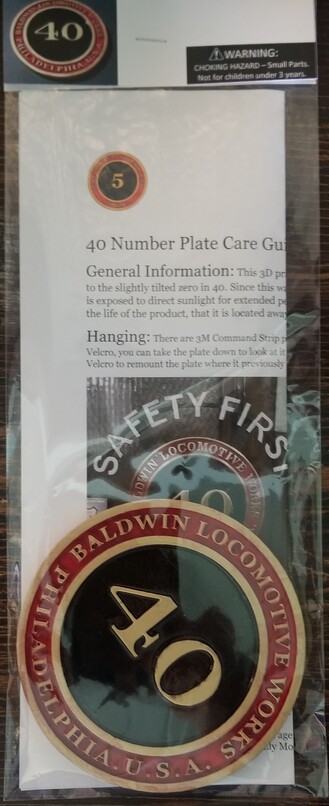 BALDWIN LOCOMOTIVE
40
PHILADELPHIA. U.S.A.
WARNING:
CHOKING HAZARD – Small Parts.
Not for children under 3 years.
5
40 Number Plate Care Gui
General Information: This 3D pr
to the slightly tilted zero in 40. Since this wa
is exposed to direct sunlight for extended pe
the life of the product, that it is located away
Hanging: There are 3M Command Strip p
Velcro, you can take the plate down to look at it
Velcro to remount the plate where it previously
SAFETY FIRST
DWIN LOCOMOTIVE WORKS
40
BALDWIN LOCOMOTIVE WORKS
40
PHILADELPHIA. U.S.A.